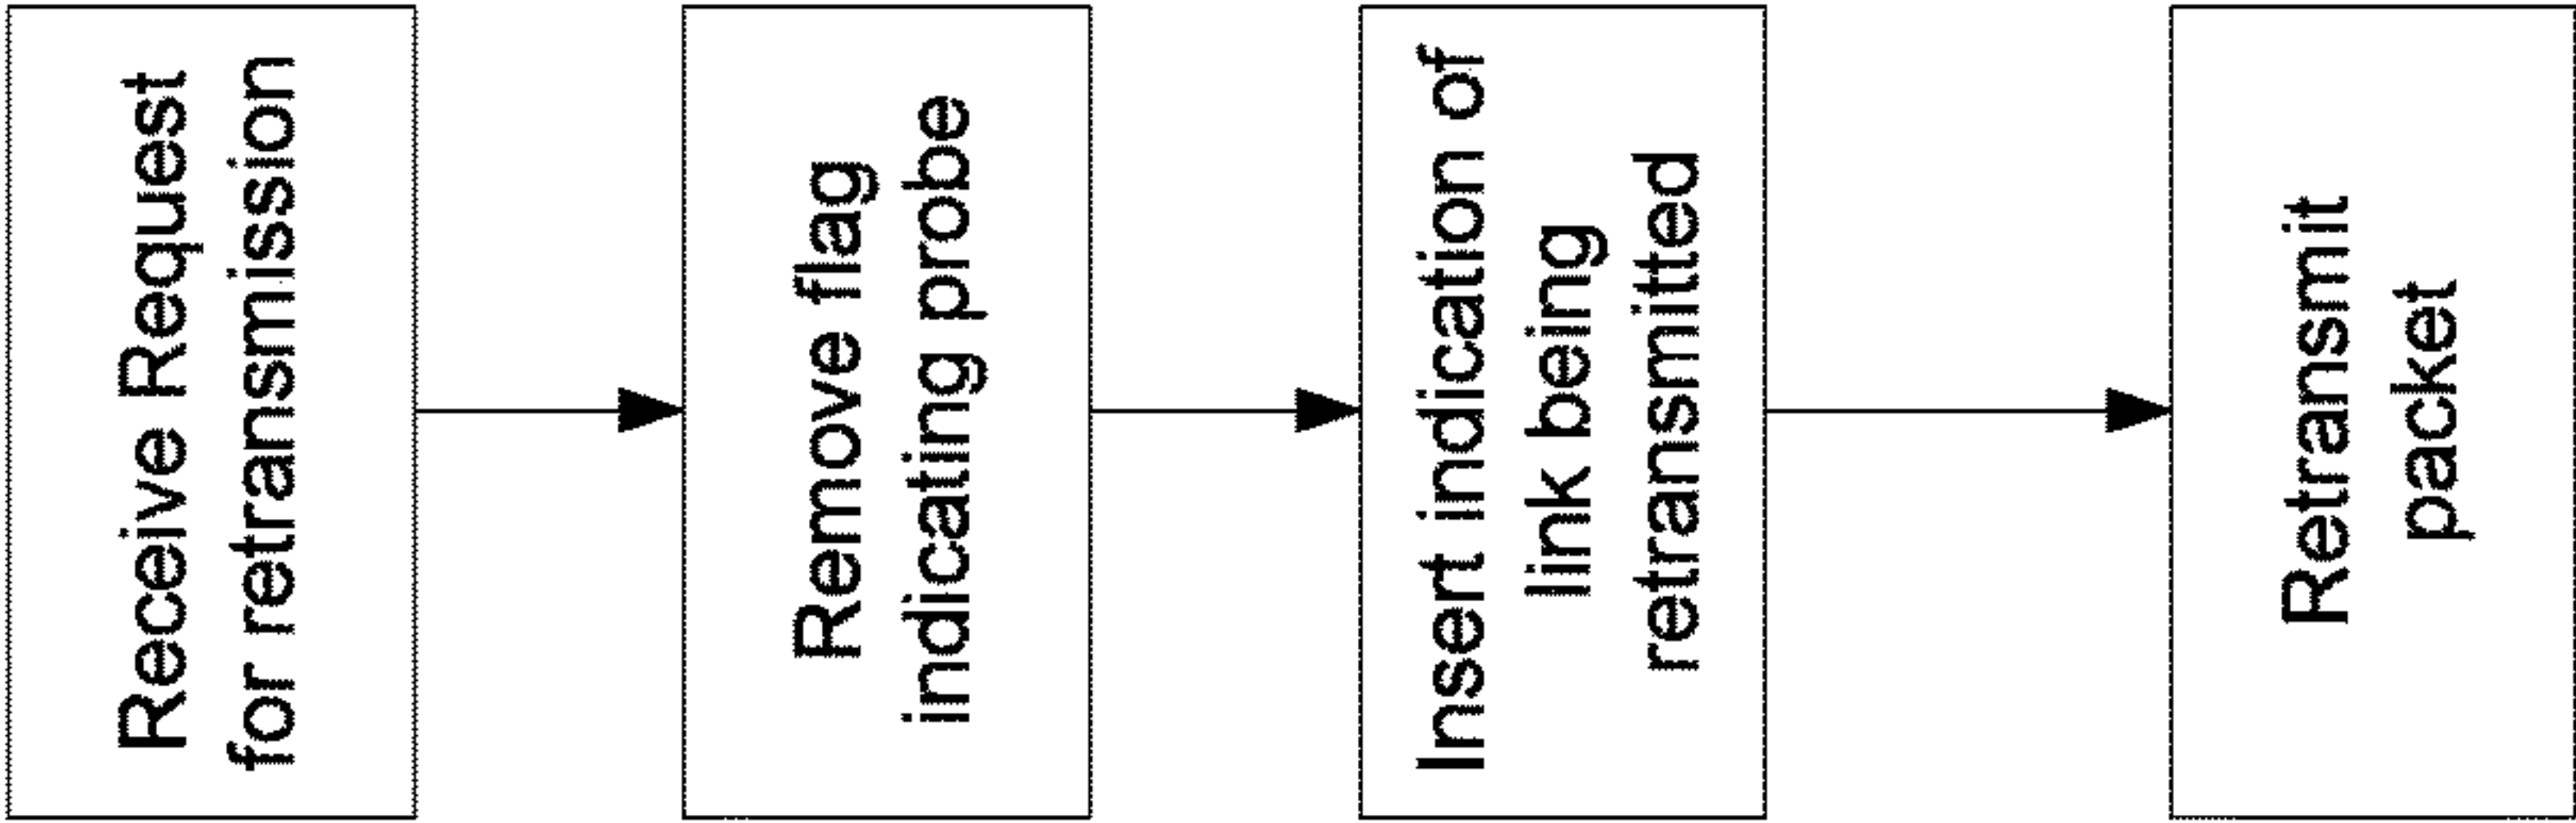 Receive Request
for retransmission
Remove flag
indicating probe
Insert indication of
link being
retransmitted
Retransmit
packet